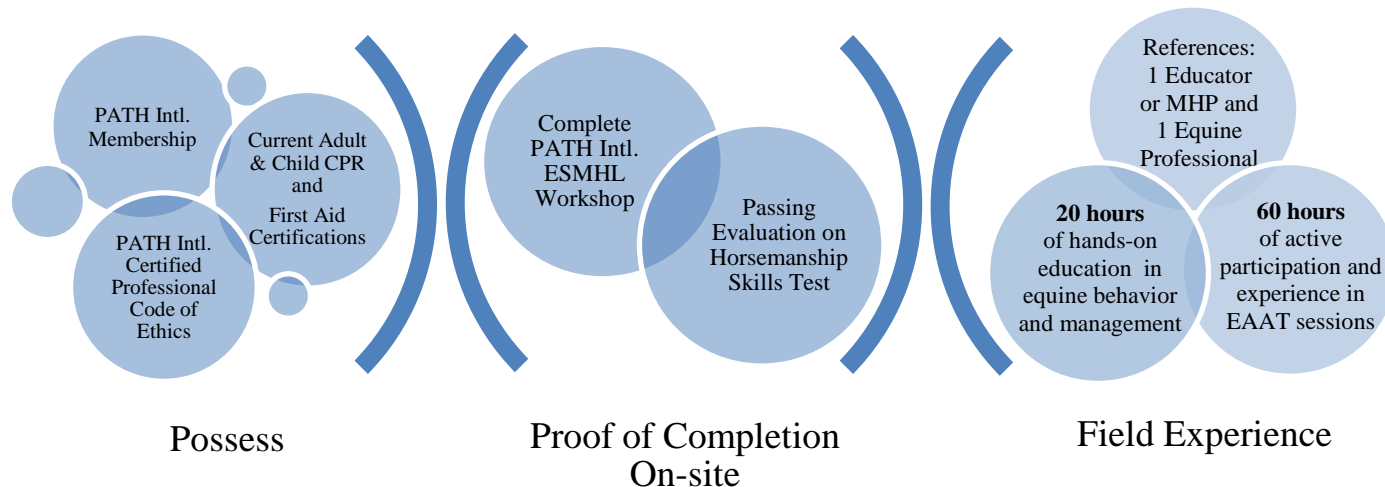 PATH Intl.
Membership
Current Adult
& Child CPR
and
First Aid
Certifications
PATH Intl.
Certified
Professional
Code of
Ethics
Possess
Complete
PATH Intl.
ESMHL
Workshop
Passing
Evaluation on
Horsemanship
Skills Test
Proof of Completion
On-site
References:
1 Educator
or MHP and
1 Equine
Professional
20 hours
of hands-on
education in
equine behavior
and management
60 hours
of active
participation and
experience in
EAAT sessions
Field Experience